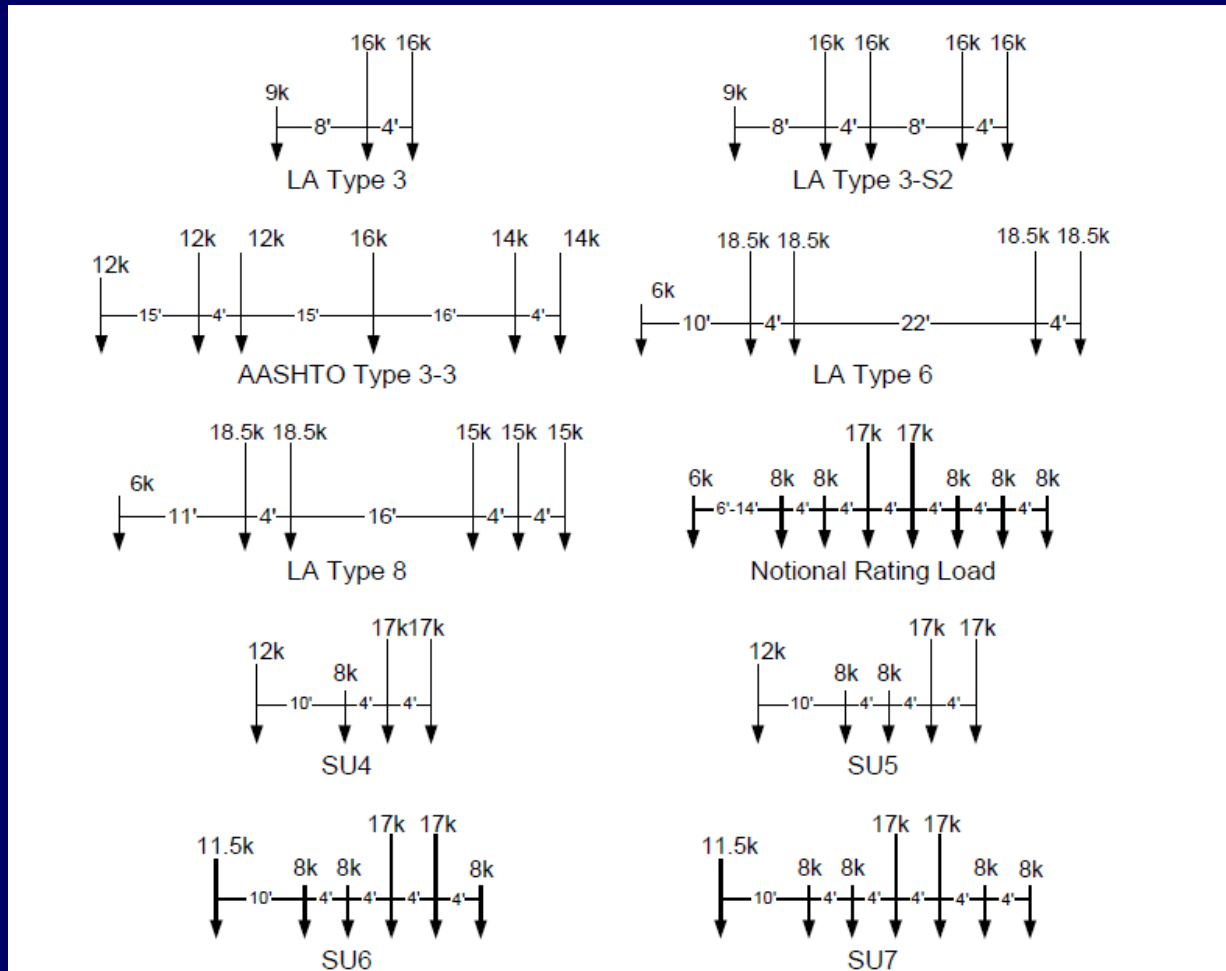 16k 16k
9k
8' 4'
LA Type 3
16k 16k 16k 16k
9k
8' 4' 8' 4'
LA Type 3-S2
12k 12k 16k 14k 14k
12k
15' 4' 15' 16' 4'
AASHTO Type 3-3
18.5k 18.5k 18.5k 18.5k
6k
10' 4' 22' 4'
LA Type 6
18.5k 18.5k 15k 15k 15k
6k
11' 4' 16' 4' 4'
LA Type 8
17k 17k
6k 8k 8k 8k 8k 8k
6'-14' 4' 4' 4' 4' 4' 4'
Notional Rating Load
17k 17k
12k
8k
10' 4' 4'
SU4
17k 17k
12k
8k 8k
10' 4' 4' 4'
SU5
17k 17k
11.5k
8k 8k 8k
10' 4' 4' 4' 4'
SU6
17k 17k
11.5k
8k 8k 8k 8k
10' 4' 4' 4' 4' 4'
SU7